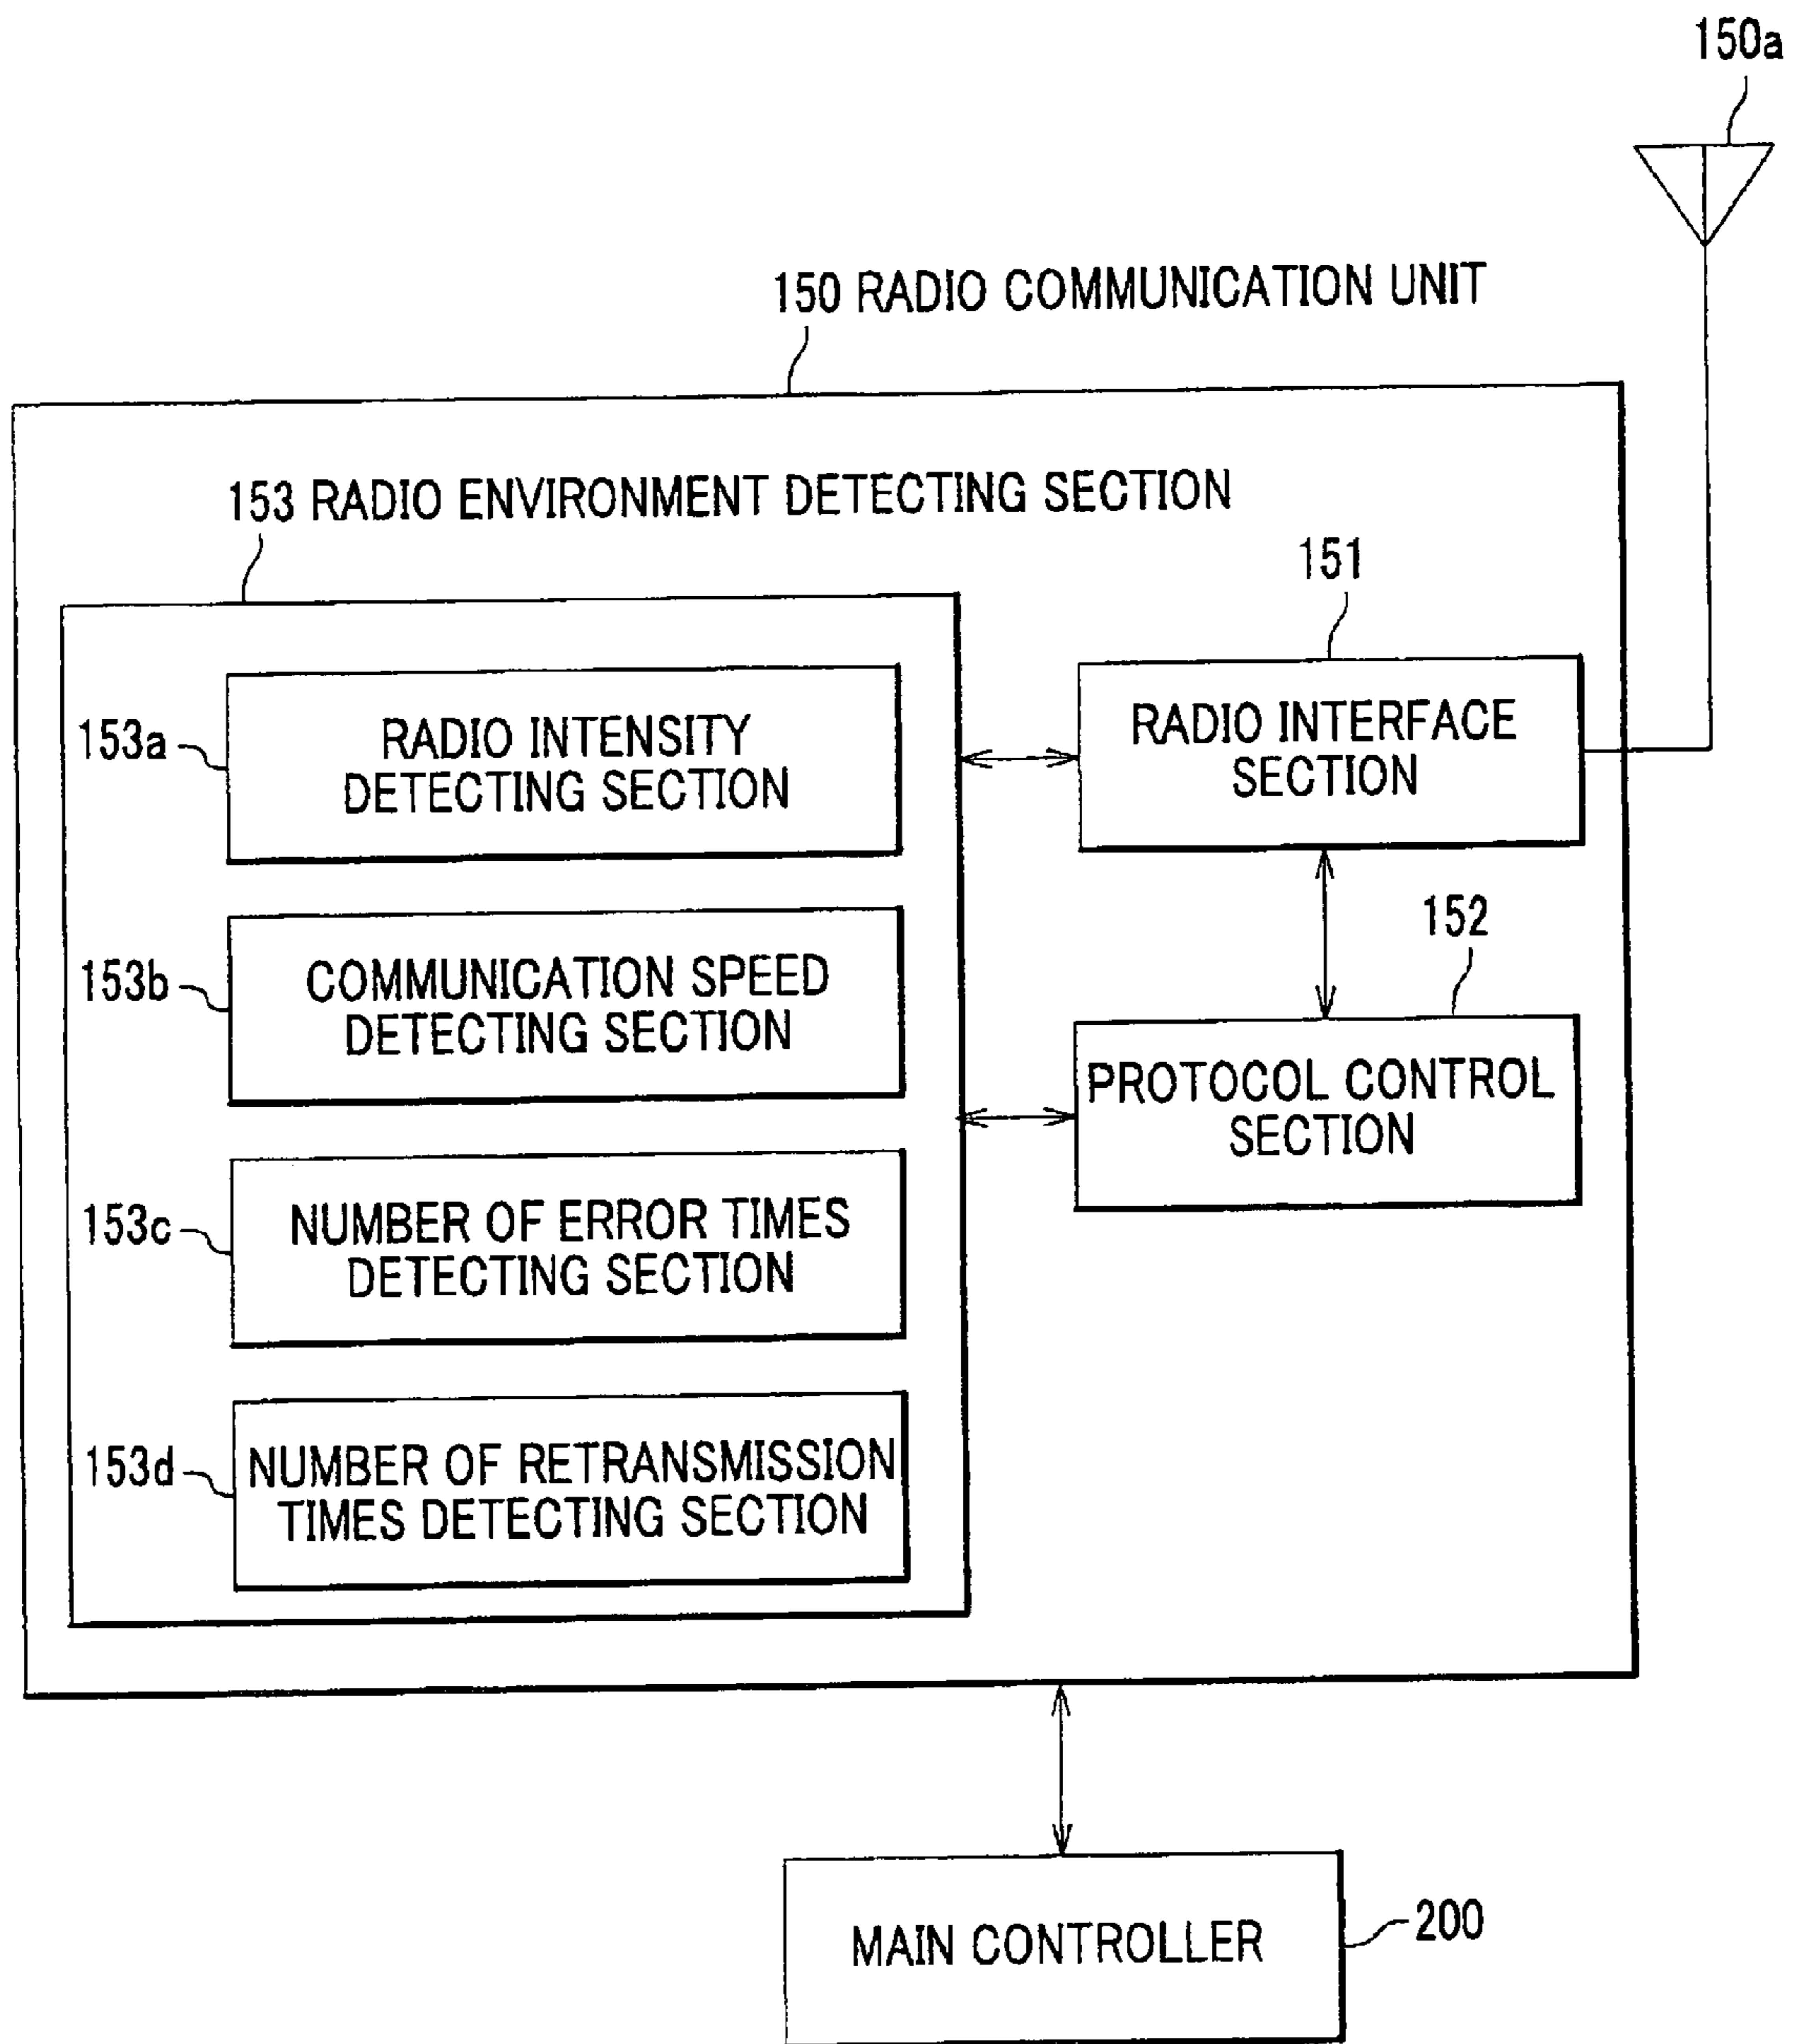 150a
150 RADIO COMMUNICATION UNIT
153 RADIO ENVIRONMENT DETECTING SECTION
151
153a
RADIO INTENSITY
DETECTING SECTION
RADIO INTERFACE
SECTION
152
153b
COMMUNICATION SPEED
DETECTING SECTION
PROTOCOL CONTROL
SECTION
153c
NUMBER OF ERROR TIMES
DETECTING SECTION
153d
NUMBER OF RETRANSMISSION
TIMES DETECTING SECTION
MAIN CONTROLLER
200